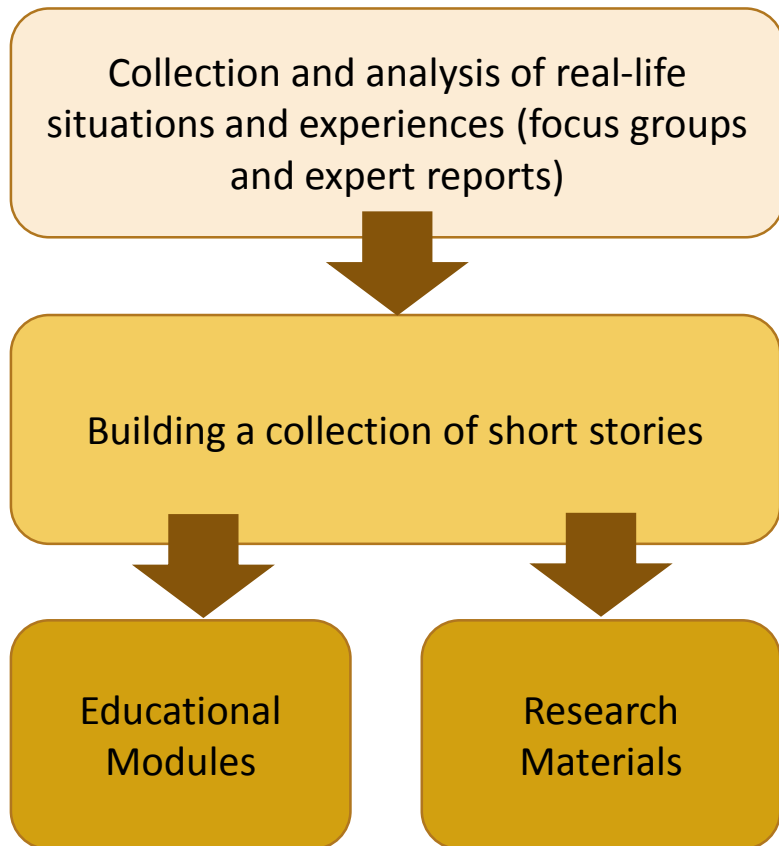 Collection and analysis of real-life
situations and experiences (focus groups
and expert reports)
Building a collection of short stories
Educational
Modules
Research
Materials